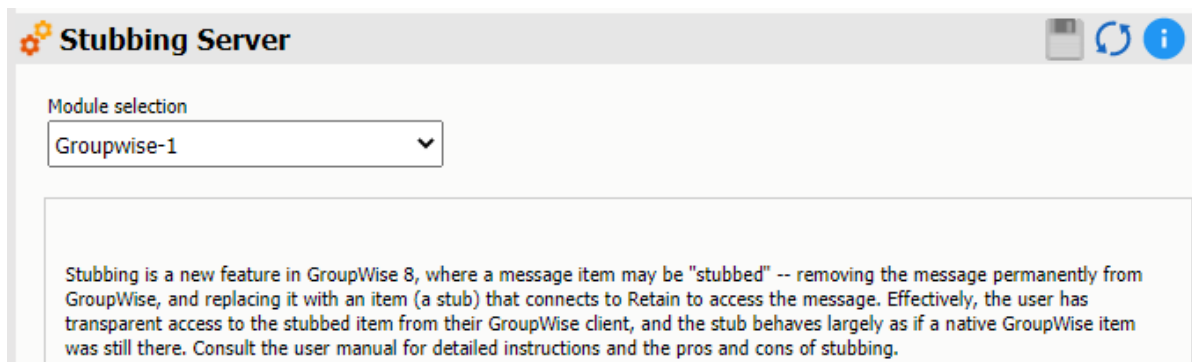 Stubbing Server
Module selection
Groupwise-1
Stubbing is a new feature in GroupWise 8, where a message item may be "stubbed" -- removing the message permanently from
GroupWise, and replacing it with an item (a stub) that connects to Retain to access the message. Effectively, the user has
transparent access to the stubbed item from their GroupWise client, and the stub behaves largely as if a native GroupWise item
was still there. Consult the user manual for detailed instructions and the pros and cons of stubbing.